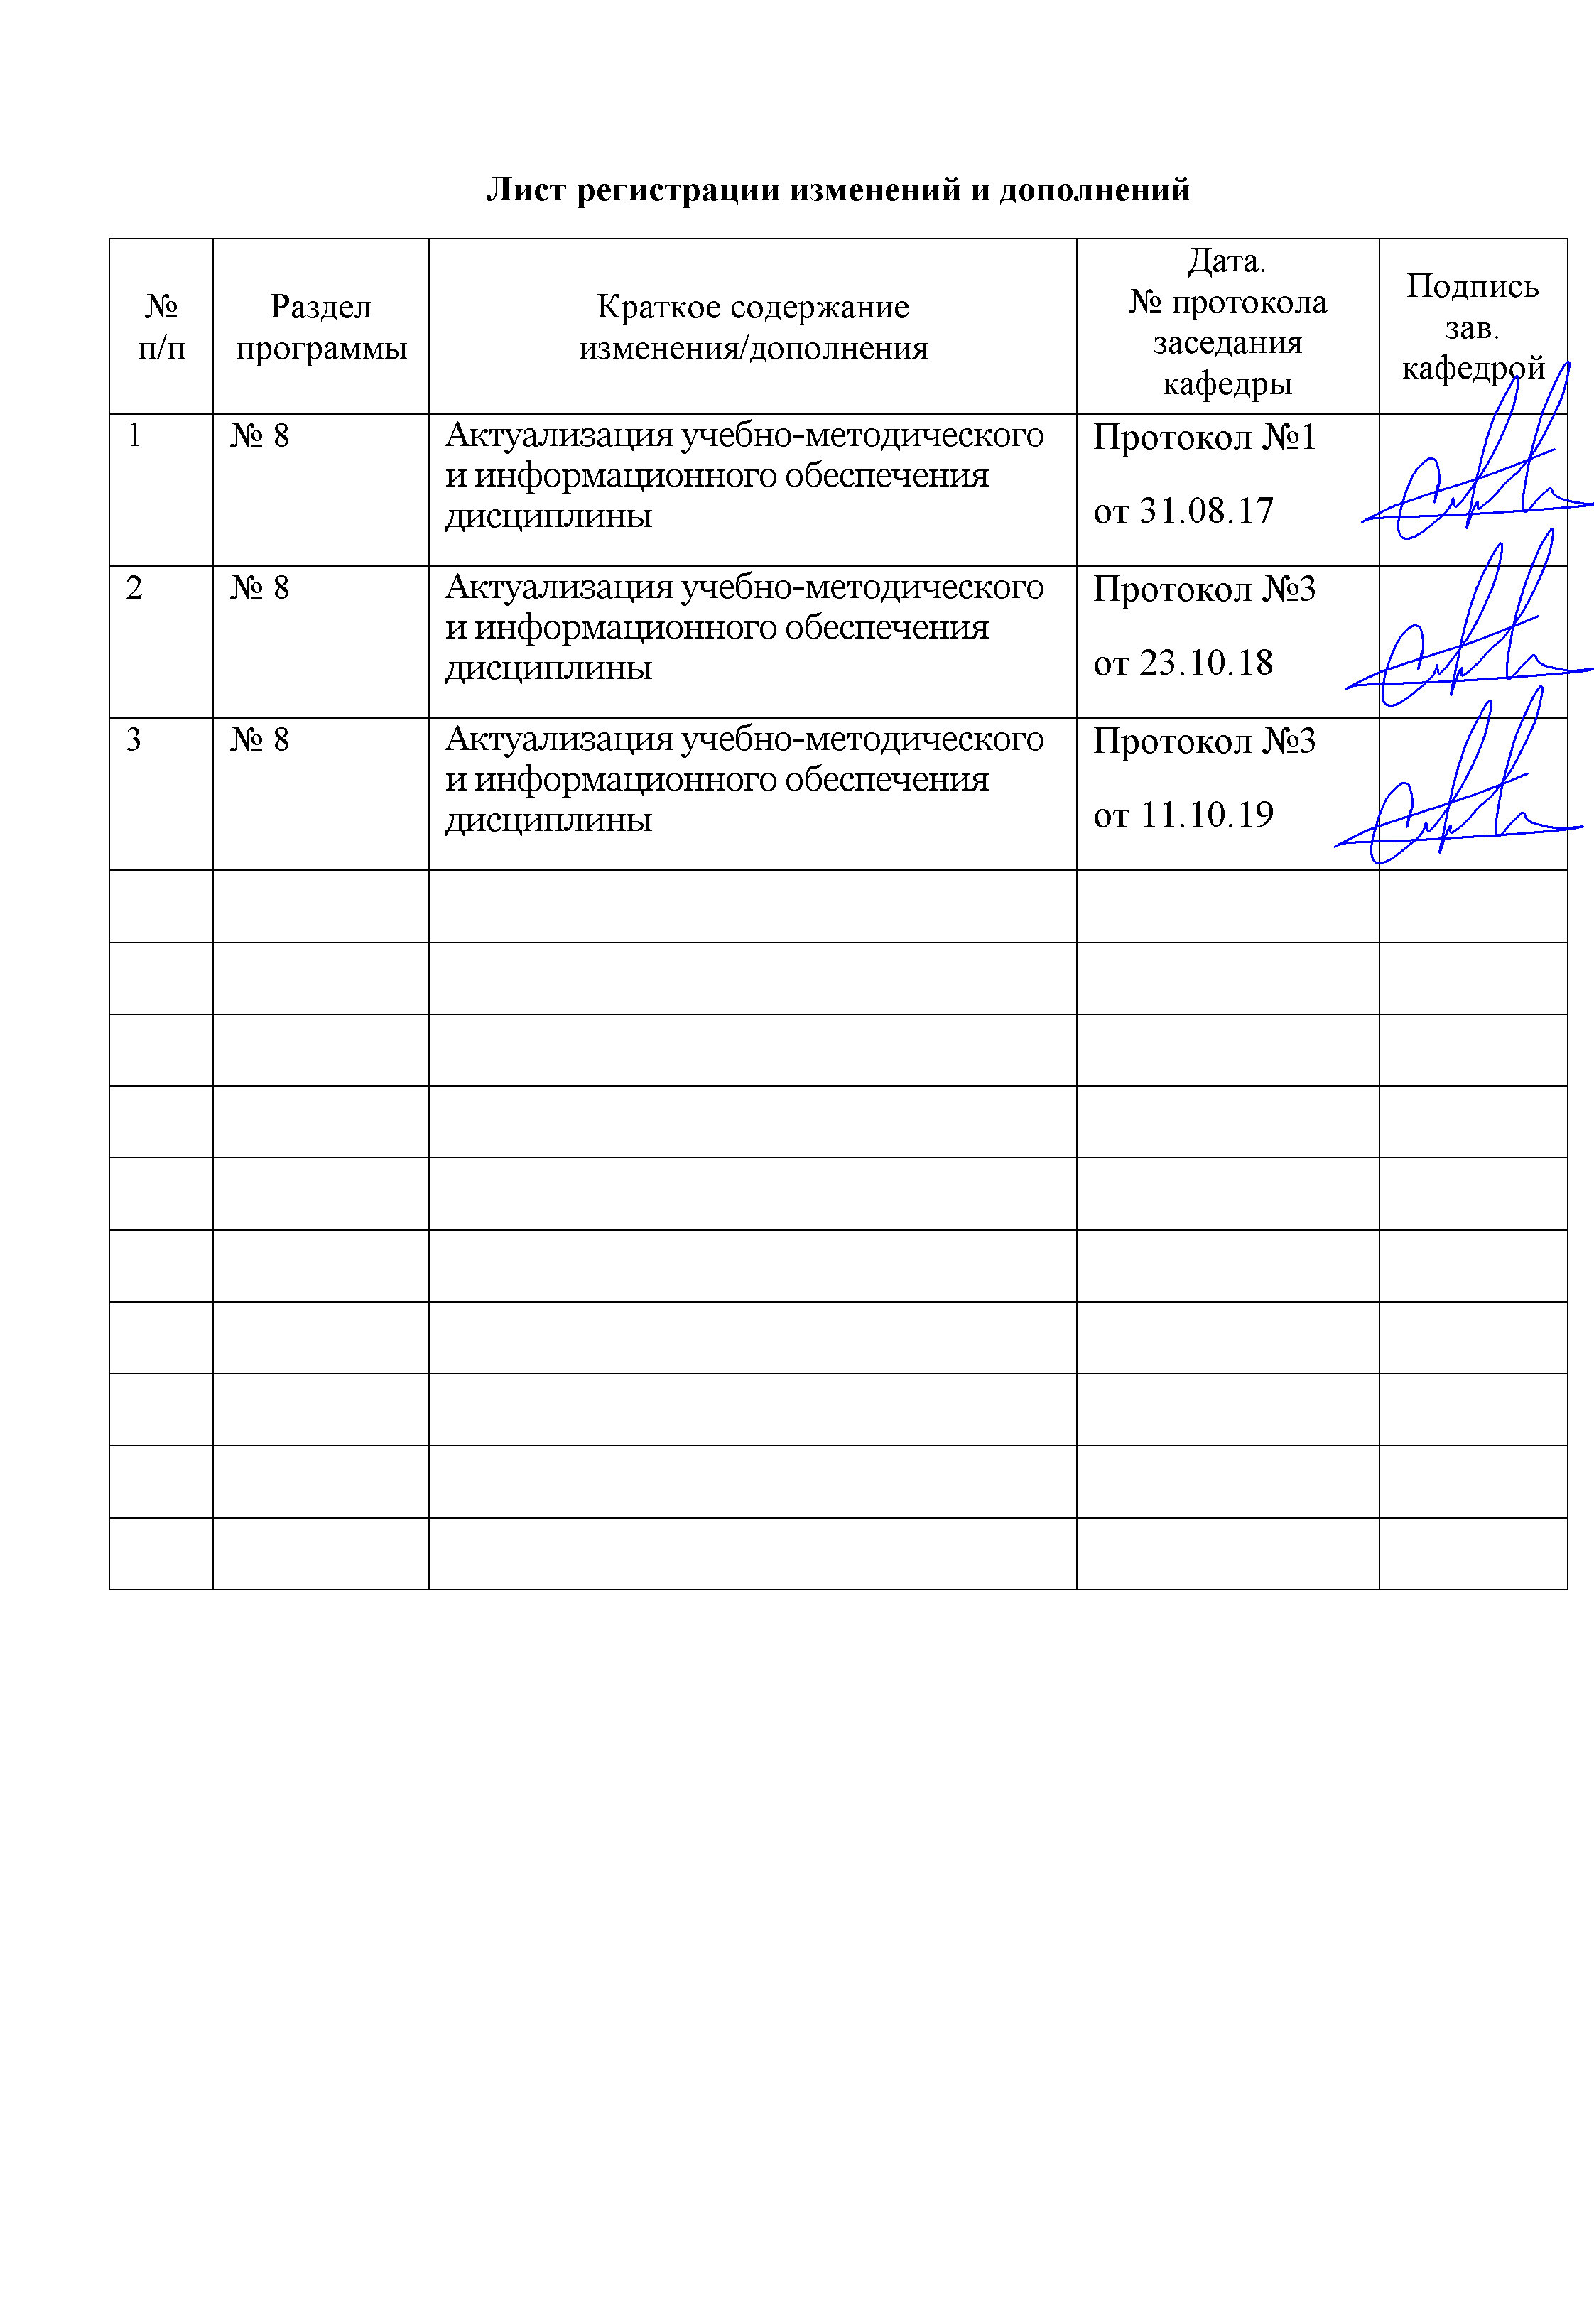 Лист регистрации изменений и дополнений
№
п/п
Раздел
программы
Краткое содержание
изменения/дополнения
Дата.
№ протокола
заседания
кафедры
Подпись
зав.
кафедрой
1
№ 8
Актуализация учебно-методического
и информационного обеспечения
дисциплины
Протокол №1
от 31.08.17
2
№ 8
Актуализация учебно-методического
и информационного обеспечения
дисциплины
Протокол №3
от 23.10.18
3
№ 8
Актуализация учебно-методического
и информационного обеспечения
дисциплины
Протокол №3
от 11.10.19